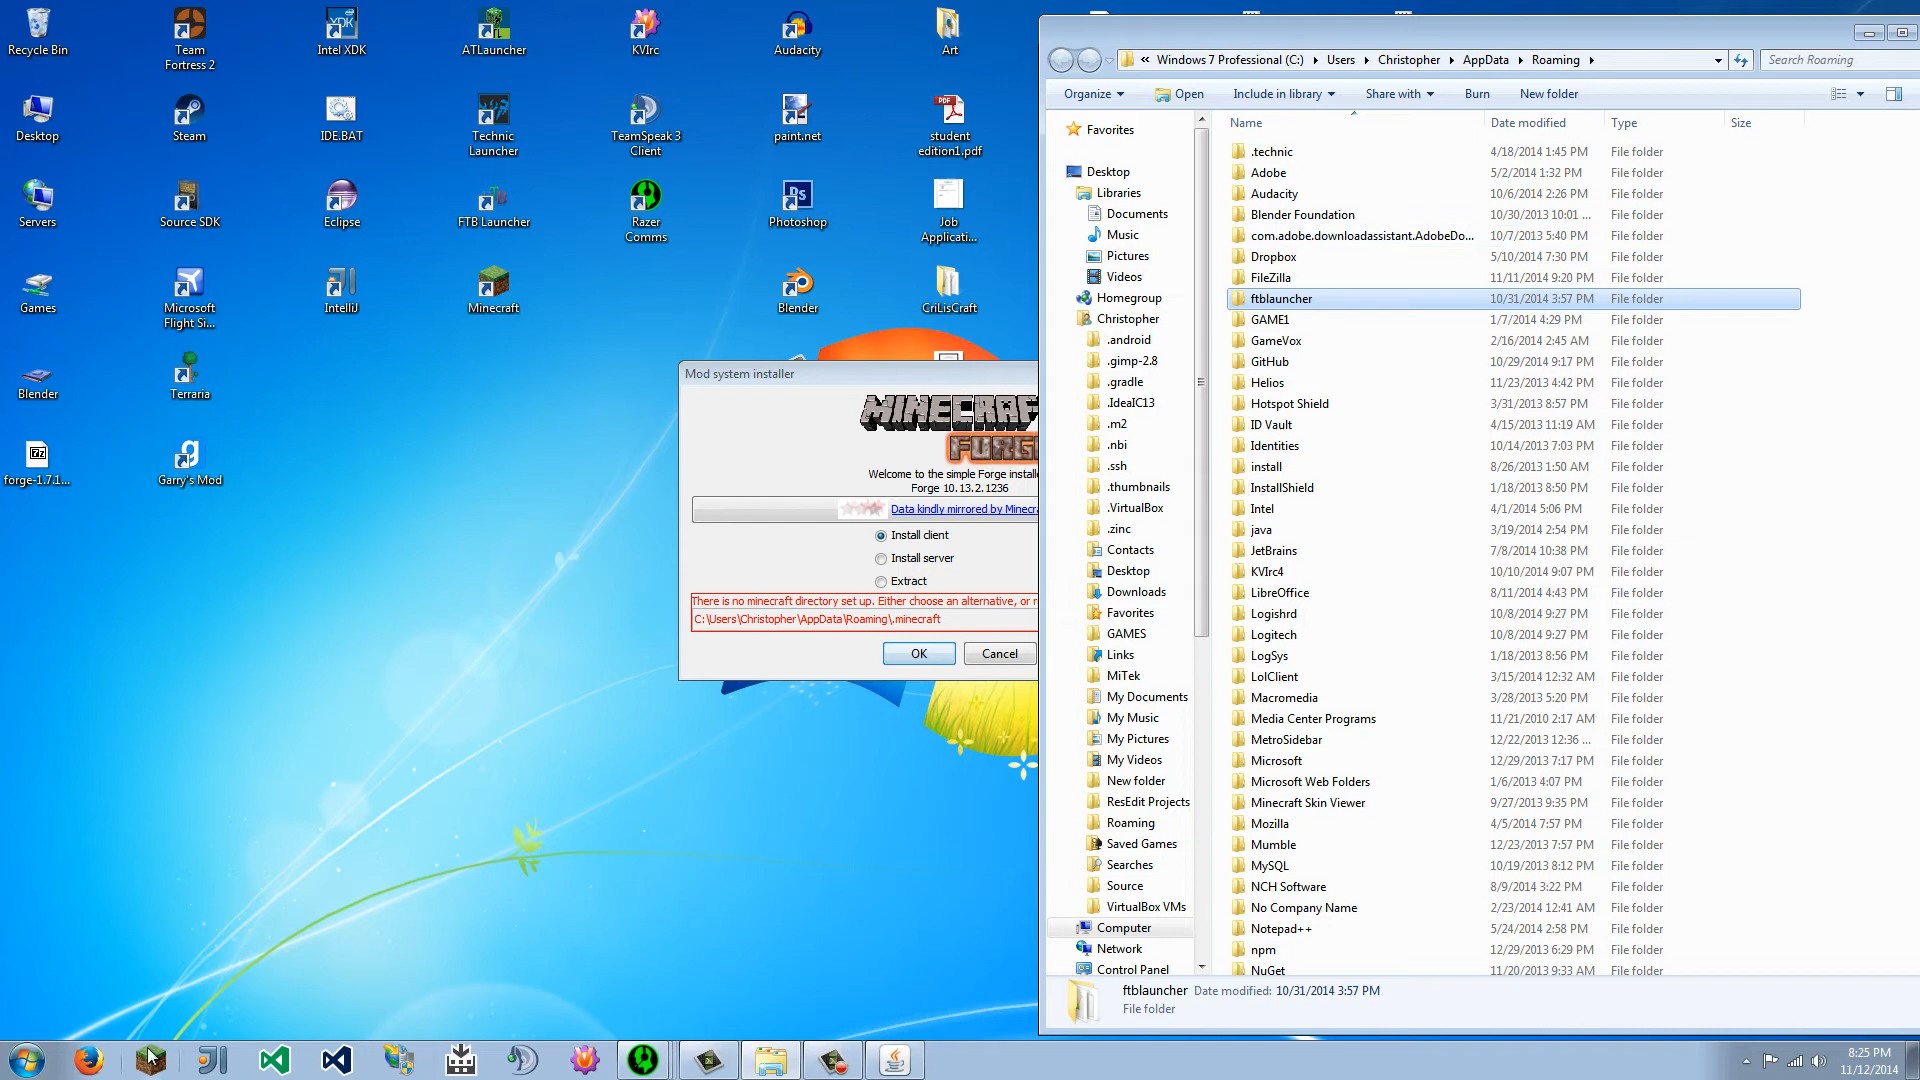 Recycle Bin
Team
Fortress 2
Intel XDK
ATLauncher
KVIrc
Audacity
Art
Desktop
Steam
IDE.BAT
Technic
Launcher
TeamSpeak 3
Client
paint.net
student
edition1.pdf
Servers
Source SDK
Eclipse
FTB Launcher
Razer
Comms
Photoshop
Job
Applicati...
Games
Microsoft
Flight Si...
IntelliJ
Minecraft
Blender
CriLisCraft
Blender
Terraria
forge-1.7.1...
Garry's Mod
Mod system installer
MINECRAF
FORG
Welcome to the simple Forge installe
Forge 10.13.2.1236
Data kindly mirrored by Minecra
Install client
Install server
Extract
There is no minecraft directory set up. Either choose an alternative, or r
C:\Users\Christopher\AppData\Roaming\.minecraft
OK
Cancel
« Windows 7 Professional (C:) Users Christopher AppData Roaming
Search Roaming
Organize Open Include in library Share with Burn New folder
Favorites
Desktop
Libraries
Documents
Music
Pictures
Videos
Homegroup
Christopher
.android
.gimp-2.8
.gradle
.IdeaIC13
.m2
.nbi
.ssh
.thumbnails
.VirtualBox
.zinc
Contacts
Desktop
Downloads
Favorites
GAMES
Links
MiTek
My Documents
My Music
My Pictures
My Videos
New folder
ResEdit Projects
Roaming
Saved Games
Searches
Source
VirtualBox VMs
Computer
Network
Control Panel
Name Date modified Type Size
.technic 4/18/2014 1:45 PM File folder
Adobe 5/2/2014 1:32 PM File folder
Audacity 10/6/2014 2:26 PM File folder
Blender Foundation 10/30/2013 10:01 ... File folder
com.adobe.downloadassistant.AdobeDo... 10/7/2013 5:40 PM File folder
Dropbox 5/10/2014 7:30 PM File folder
FileZilla 11/11/2014 9:20 PM File folder
ftblauncher 10/31/2014 3:57 PM File folder
GAME1 1/7/2014 4:29 PM File folder
GameVox 2/16/2014 2:45 AM File folder
GitHub 10/29/2014 9:17 PM File folder
Helios 11/23/2013 4:42 PM File folder
Hotspot Shield 3/31/2013 8:57 PM File folder
ID Vault 4/15/2013 11:19 AM File folder
Identities 10/14/2013 7:03 PM File folder
install 8/26/2013 1:50 AM File folder
InstallShield 1/18/2013 8:50 PM File folder
Intel 4/1/2014 5:06 PM File folder
java 3/19/2014 2:54 PM File folder
JetBrains 7/8/2014 10:38 PM File folder
KVIrc4 10/10/2014 9:07 PM File folder
LibreOffice 8/11/2014 4:43 PM File folder
Logishrd 10/8/2014 9:27 PM File folder
Logitech 10/8/2014 9:27 PM File folder
LogSys 1/18/2013 8:56 PM File folder
LolClient 3/15/2014 12:32 AM File folder
Macromedia 3/28/2013 5:20 PM File folder
Media Center Programs 11/21/2010 2:17 AM File folder
MetroSidebar 12/22/2013 12:36 ... File folder
Microsoft 12/29/2013 7:17 PM File folder
Microsoft Web Folders 1/6/2013 4:07 PM File folder
Minecraft Skin Viewer 9/27/2013 9:35 PM File folder
Mozilla 4/5/2014 7:57 PM File folder
Mumble 12/23/2013 7:57 PM File folder
MySQL 10/19/2013 8:12 PM File folder
NCH Software 8/9/2014 3:22 PM File folder
No Company Name 2/23/2014 12:41 AM File folder
Notepad++ 5/24/2014 2:58 PM File folder
npm 12/29/2013 6:29 PM File folder
NuGet 11/20/2013 9:33 AM File folder
ftblauncher Date modified: 10/31/2014 3:57 PM
File folder
8:25 PM
11/12/2014